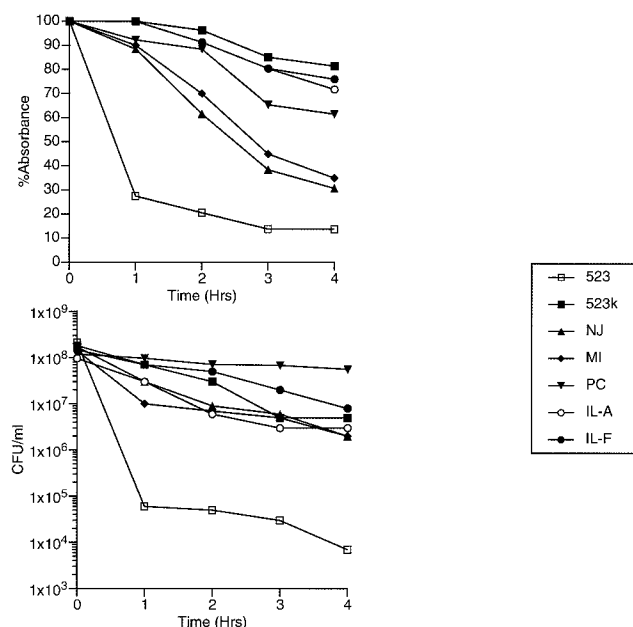 100
90
80
70
60
50
40
30
20
10
0
%Absorbance
0 1 2 3 4
Time (Hrs)
1x10⁹
1x10⁸
1x10⁷
1x10⁶
1x10⁵
1x10⁴
1x10³
CFU/ml
0 1 2 3 4
Time (Hrs)
523
523k
NJ
MI
PC
IL-A
IL-F